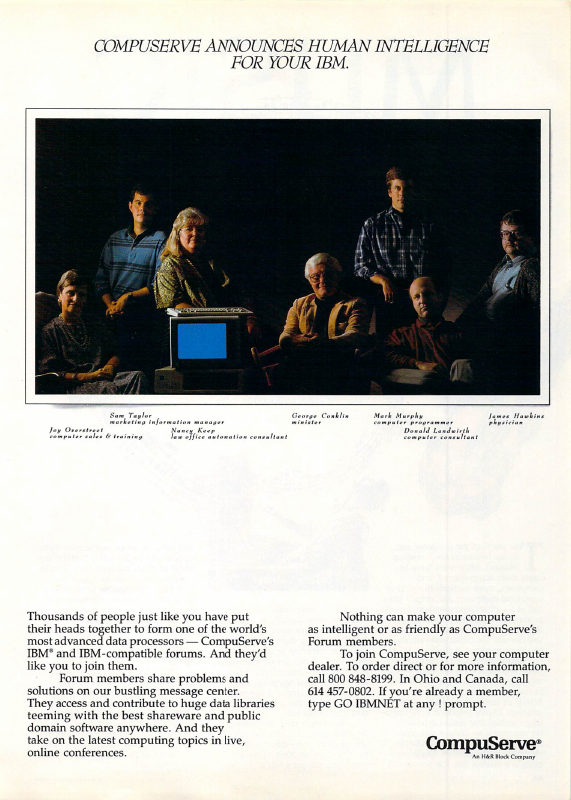 COMPUSERVE ANNOUNCES HUMAN INTELLIGENCE
FOR YOUR IBM.
Sam Taylor
marketing information manager
George Conklin
minister
Mark Murphy
computer programmer
James Hawkins
physician
Joy Overstreet
computer sales & training
Nancy Keep
law office automation consultant
Donald Landwirth
computer consultant
Thousands of people just like you have put
their heads together to form one of the world's
most advanced data processors — CompuServe's
IBM® and IBM-compatible forums. And they'd
like you to join them.
Forum members share problems and
solutions on our bustling message center.
They access and contribute to huge data libraries
teeming with the best shareware and public
domain software anywhere. And they
take on the latest computing topics in live,
online conferences.
Nothing can make your computer
as intelligent or as friendly as CompuServe's
Forum members.
To join CompuServe, see your computer
dealer. To order direct or for more information,
call 800 848-8199. In Ohio and Canada, call
614 457-0802. If you're already a member,
type GO IBMNET at any ! prompt.
CompuServe®
An H&R Block Company